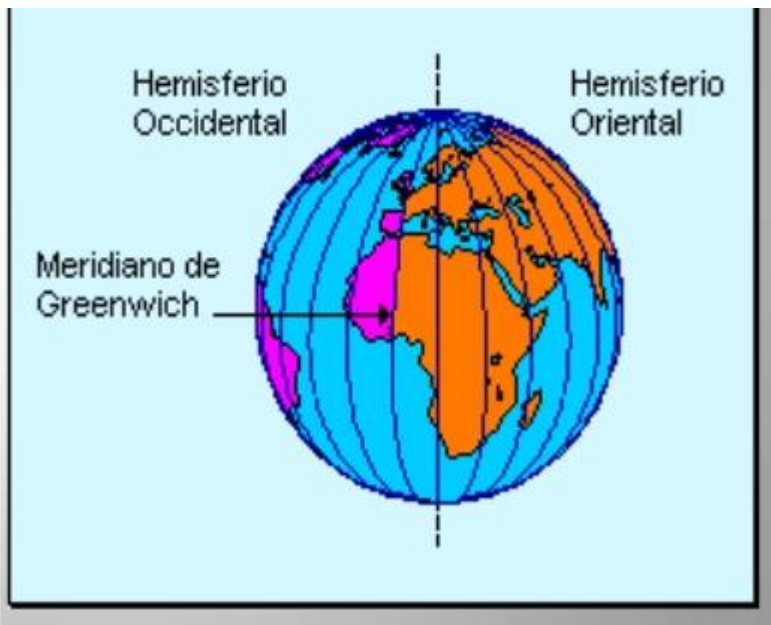 Hemisferio
Occidental
Hemisferio
Oriental
Meridiano de
Greenwich